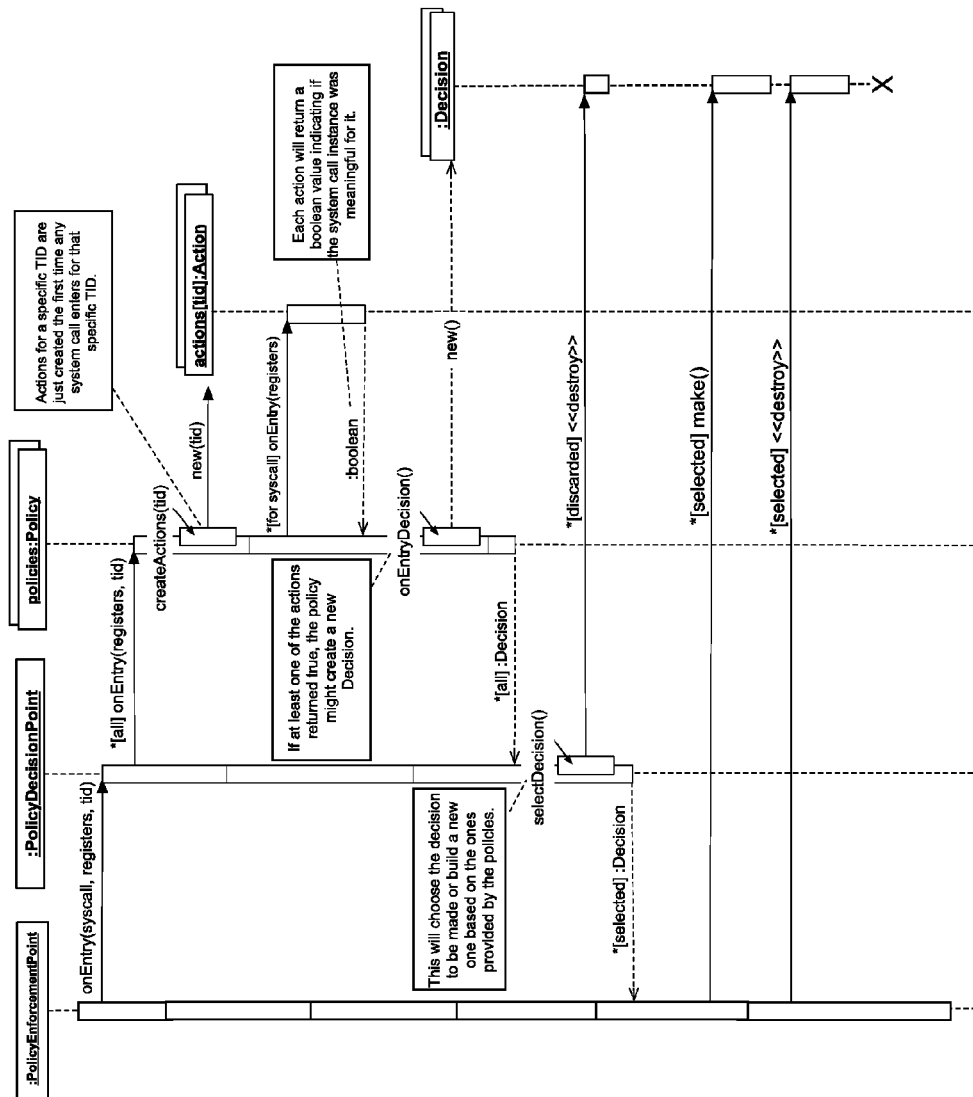 :PolicyEnforcementPoint
:PolicyDecisionPoint
policies:Policy
onEntry(syscall, registers, tid)
*[all] onEntry(registers, tid)
createActions(tid)
Actions for a specific TID are
just created the first time any
system call enters for that
specific TID.
new(tid)
actions[tid]:Action
*[for syscall] onEntry(registers)
:boolean
Each action will return a
boolean value indicating if
the system call instance was
meaningful for it.
If at least one of the actions
returned true, the policy
might create a new
Decision.
onEntryDecision()
new()
:Decision
*[all] :Decision
This will choose the decision
to be made or build a new
one based on the ones
provided by the policies.
selectDecision()
*[discarded] <<destroy>>
*[selected] :Decision
*[selected] make()
*[selected] <<destroy>>
X